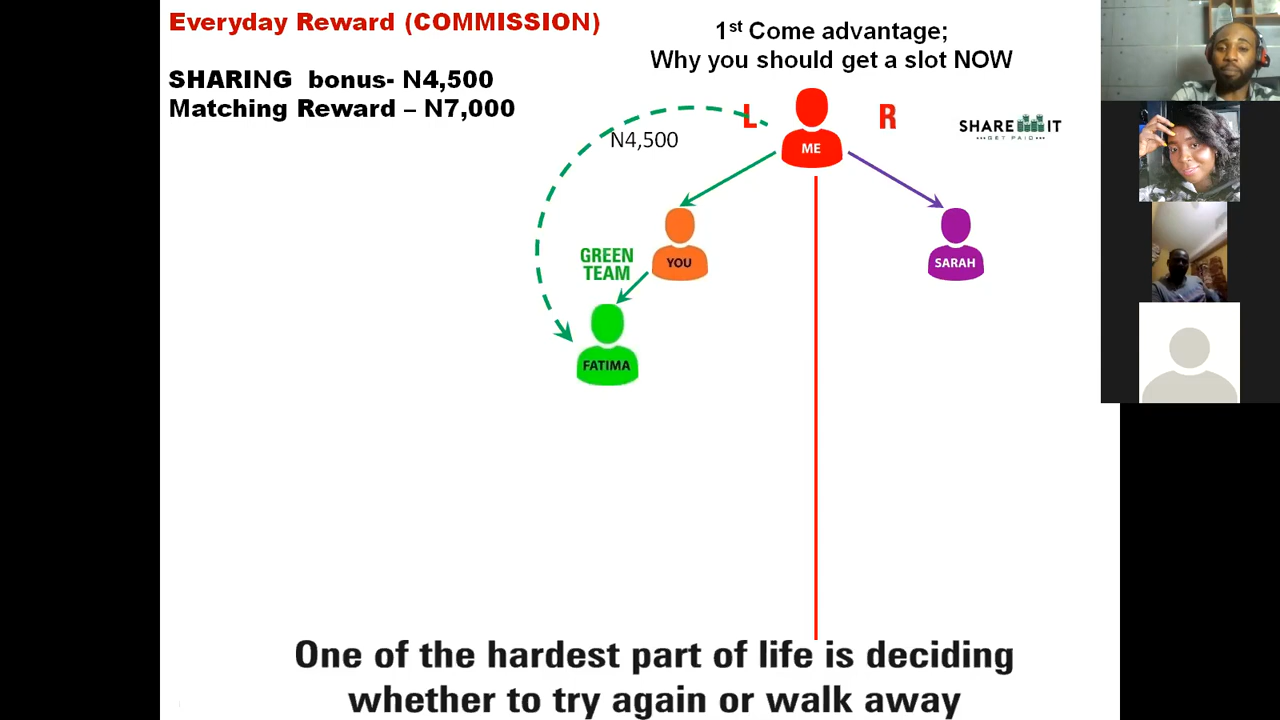 Everyday Reward (COMMISSION)
SHARING bonus- N4,500
Matching Reward – N7,000
1st Come advantage;
Why you should get a slot NOW
L
R
N4,500
ME
SHARE IT
GET PAID
YOU
SARAH
GREEN
TEAM
FATIMA
One of the hardest part of life is deciding
whether to try again or walk away